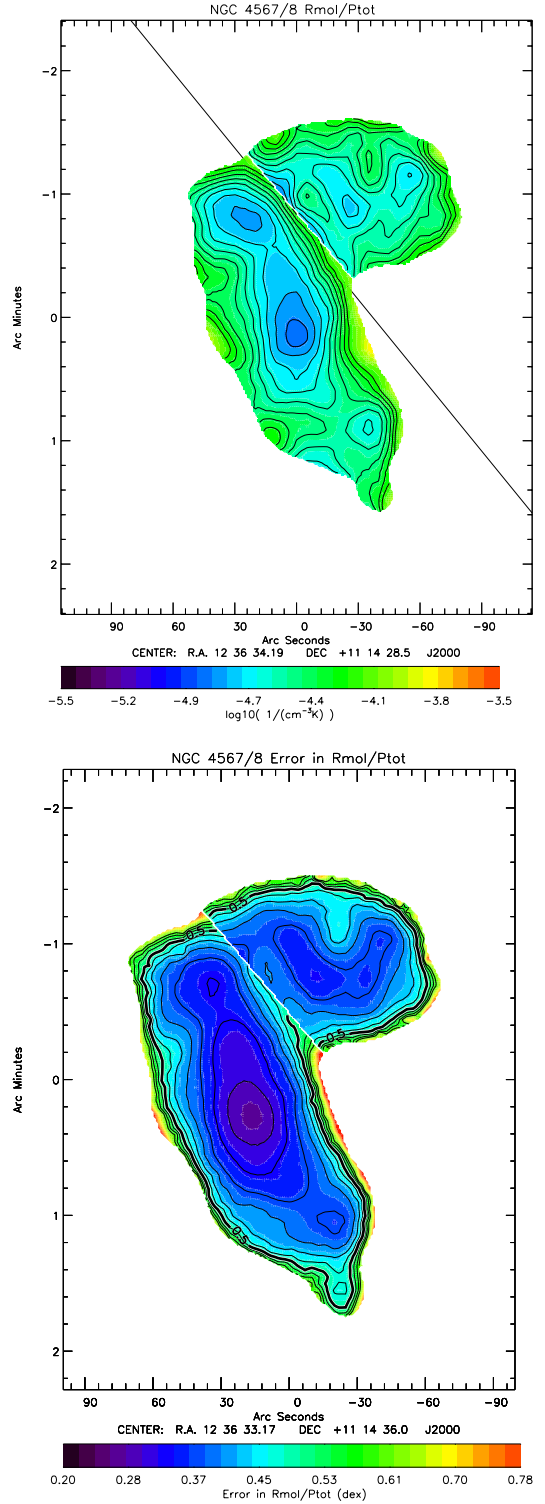 NGC 4567/8 Rmol/Ptot
-2
-1
0
1
2
Arc Minutes
90 60 30 0 -30 -60 -90
Arc Seconds
CENTER: R.A. 12 36 34.19 DEC +11 14 28.5 J2000
-5.5 -5.2 -4.9 -4.7 -4.4 -4.1 -3.8 -3.5
log10( 1/(cm⁻³K) )
NGC 4567/8 Error in Rmol/Ptot
-2
-1
0
1
2
Arc Minutes
0.5
0.5
0.5
0.5
90 60 30 0 -30 -60 -90
Arc Seconds
CENTER: R.A. 12 36 33.17 DEC +11 14 36.0 J2000
0.20 0.28 0.37 0.45 0.53 0.61 0.70 0.78
Error in Rmol/Ptot (dex)